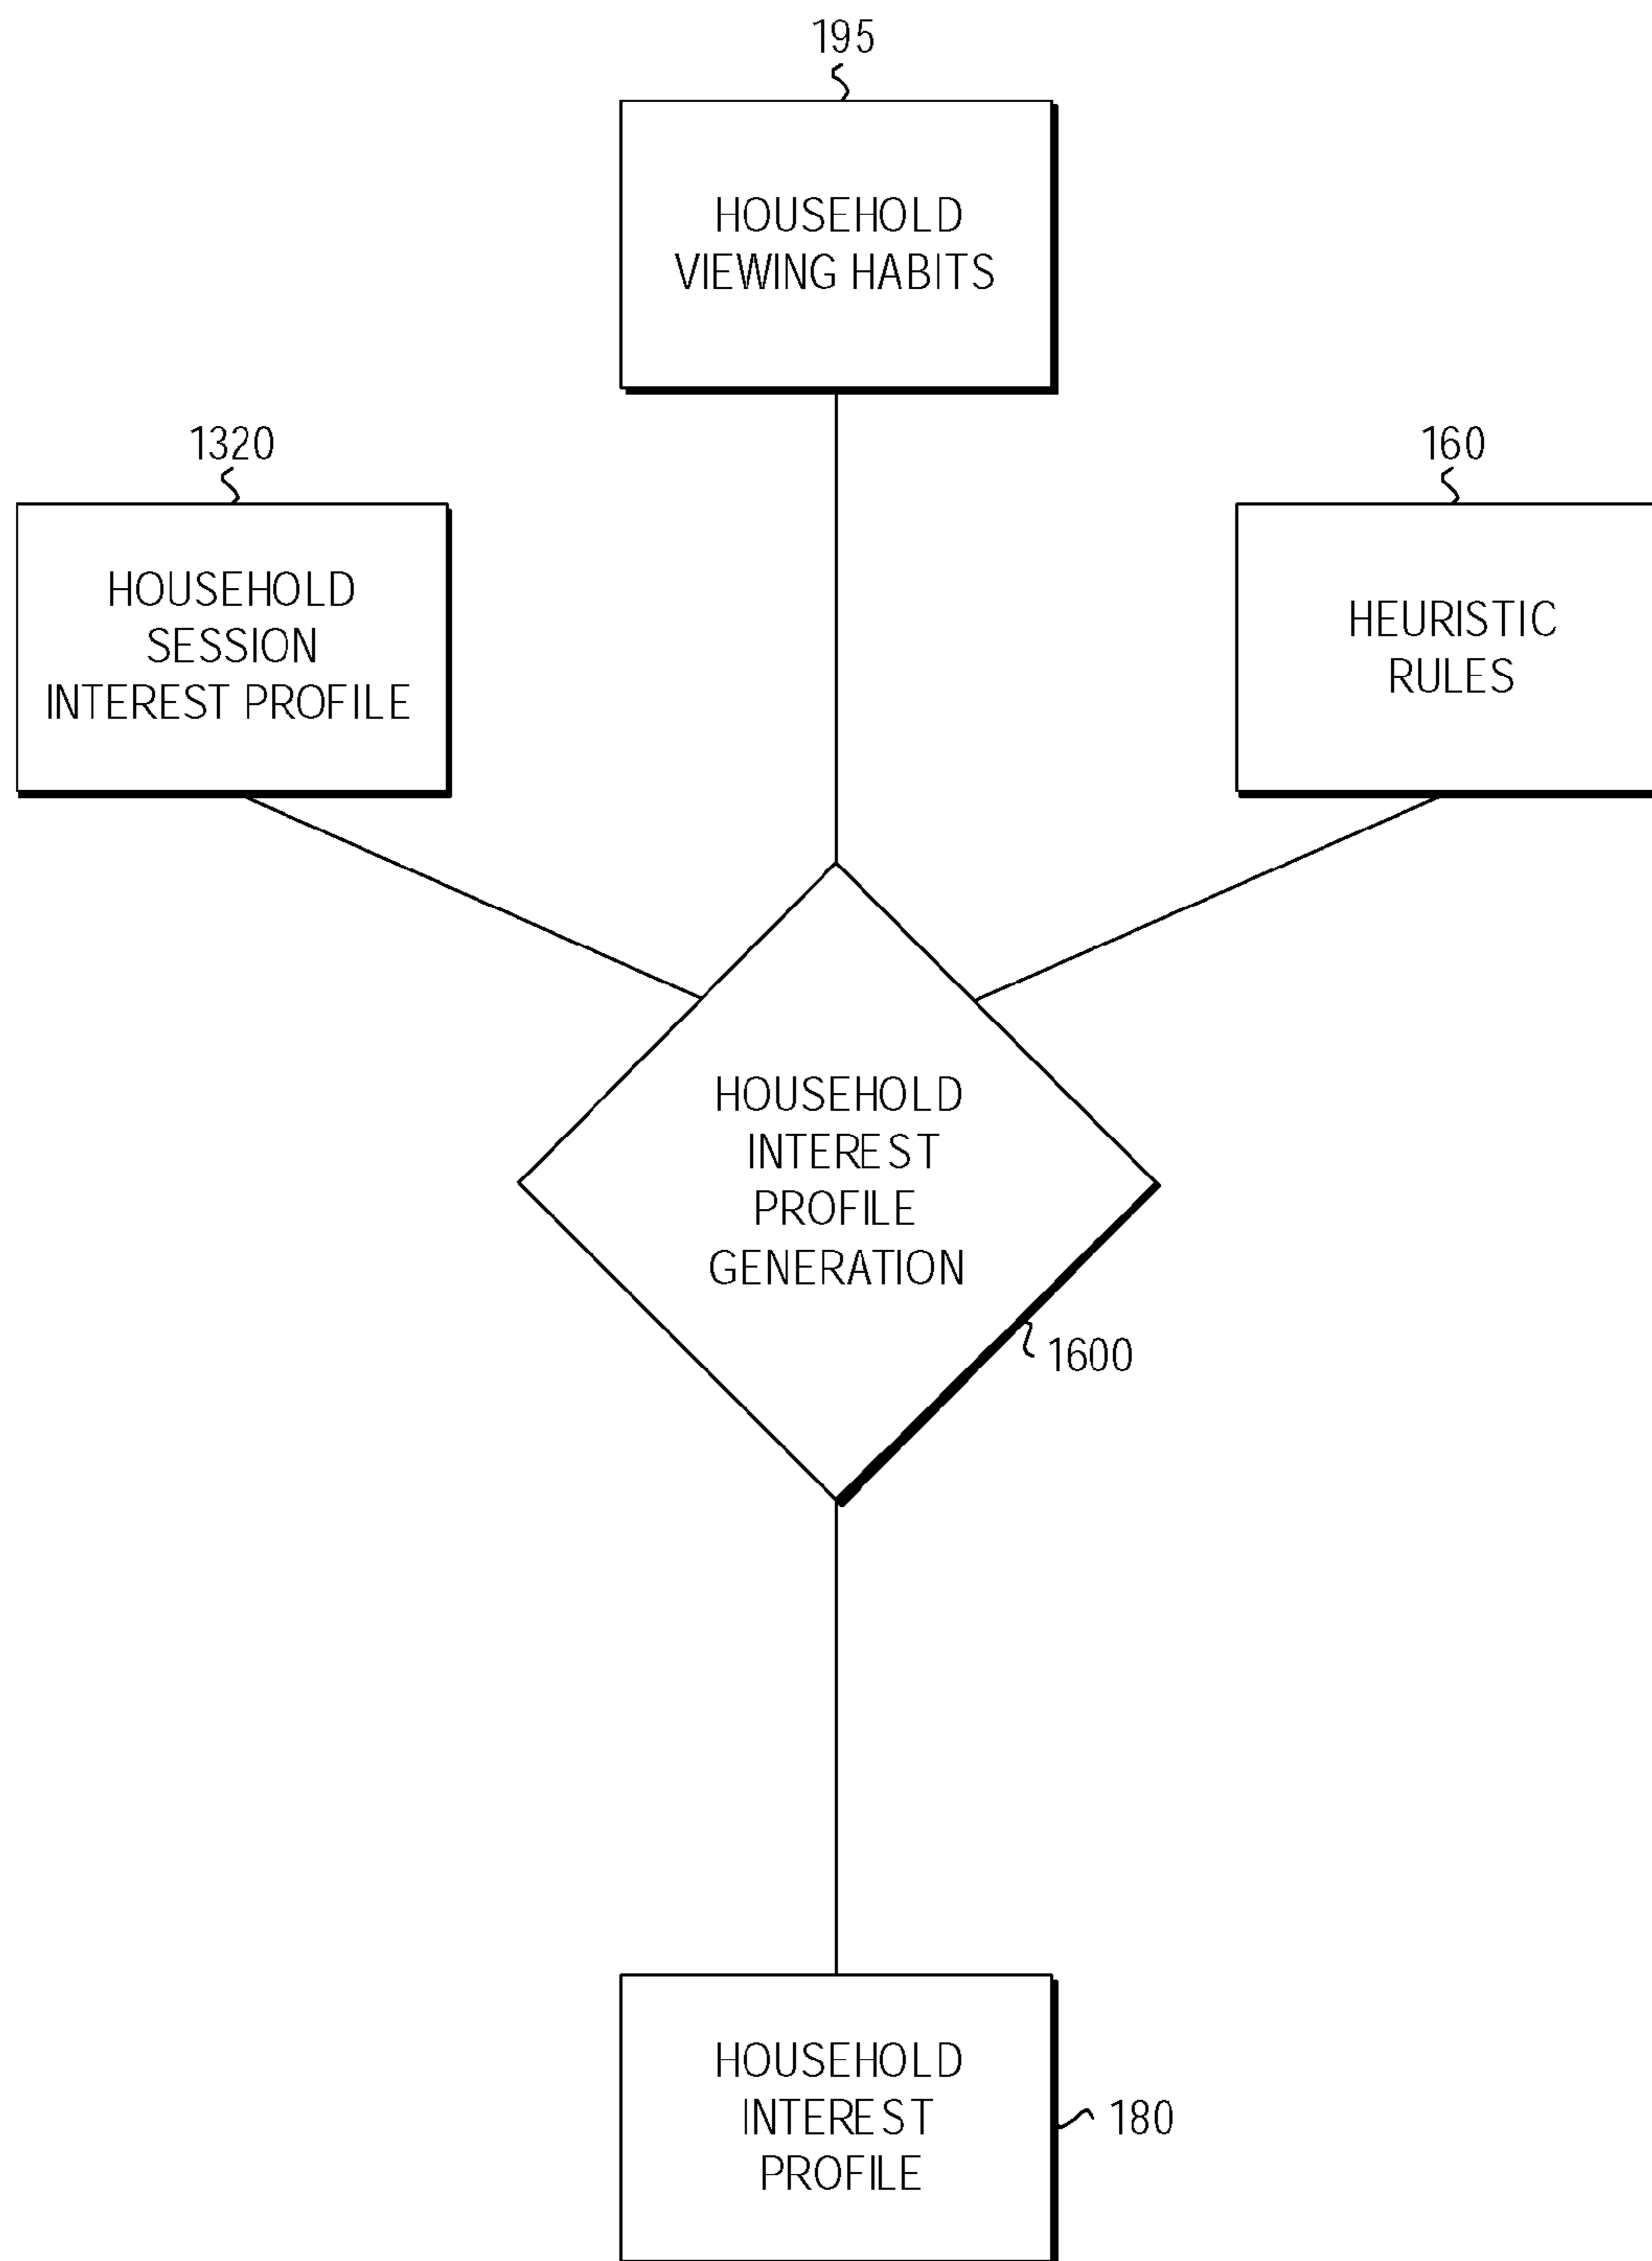 195
HOUSEHOLD
VIEWING HABITS
1320
HOUSEHOLD
SESSION
INTEREST PROFILE
160
HEURISTIC
RULES
HOUSEHOLD
INTEREST
PROFILE
GENERATION
1600
HOUSEHOLD
INTEREST
PROFILE
180